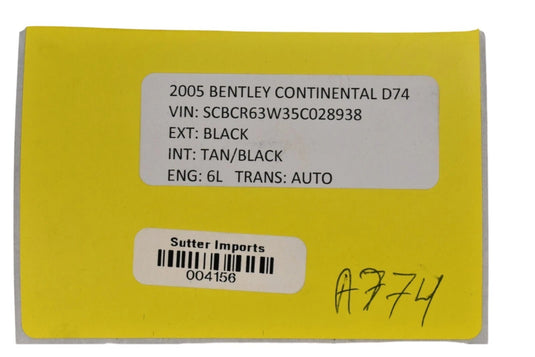 2005 BENTLEY CONTINENTAL D74
VIN: SCBCR63W35C028938
EXT: BLACK
INT: TAN/BLACK
ENG: 6L TRANS: AUTO
Sutter Imports
004156
A774